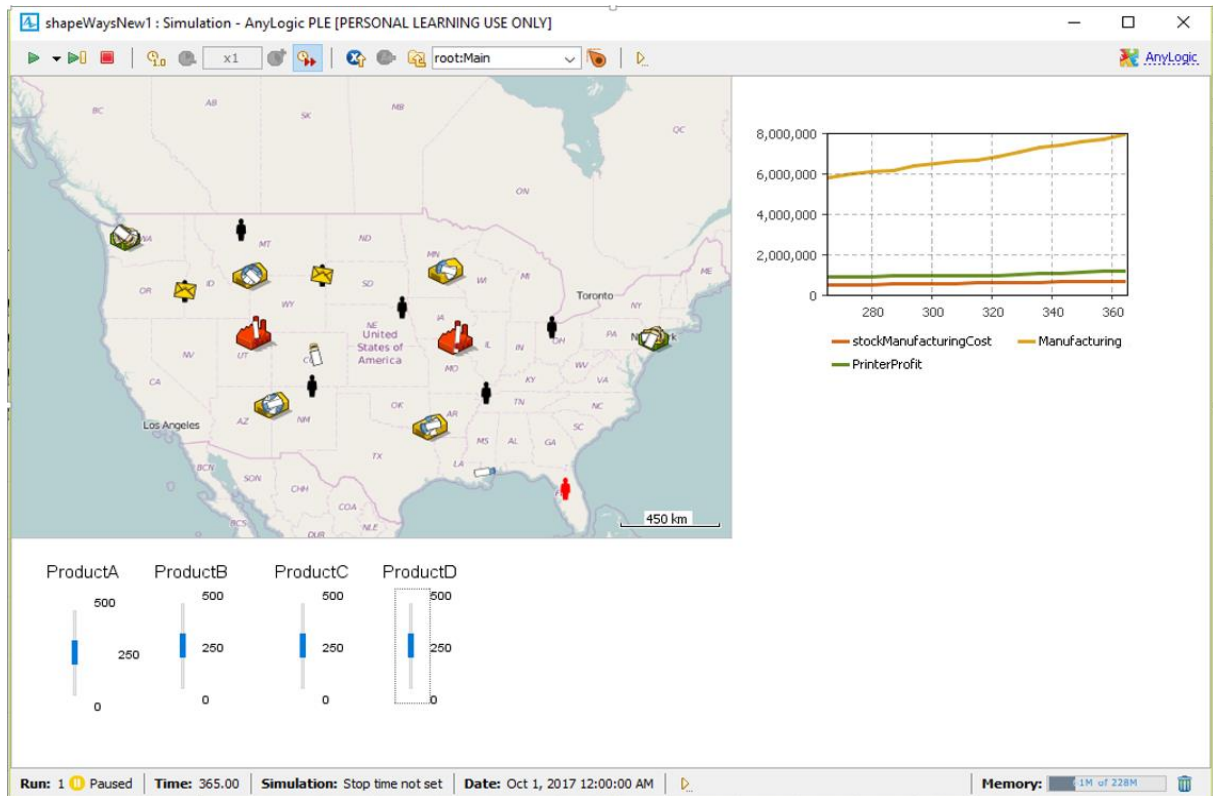 shapeWaysNew1 : Simulation - AnyLogic PLE [PERSONAL LEARNING USE ONLY]
x1 root:Main AnyLogic
BC
AB
SK
MB
QC
ON
WA
MT
ND
MN
OR
ID
SD
WI
MI
ME
WY
Toronto
NY
IA
NE
United
States of
America
NV
UT
CO
IL
IN
OH
PA
MO
WV
VA
KY
CA
Los Angeles
AZ
NM
OK
AR
TN
NC
SC
MS
AL
GA
TX
LA
BCN
SON
CHH
COA
BCS
NLE
DUR
450 km
8,000,000
6,000,000
4,000,000
2,000,000
0
280 300 320 340 360
stockManufacturingCost Manufacturing
PrinterProfit
ProductA ProductB ProductC ProductD
500 500 500 500
250 250 250 250
0 0 0 0
Run: 1 Paused Time: 365.00 Simulation: Stop time not set Date: Oct 1, 2017 12:00:00 AM Memory: 1M of 228M